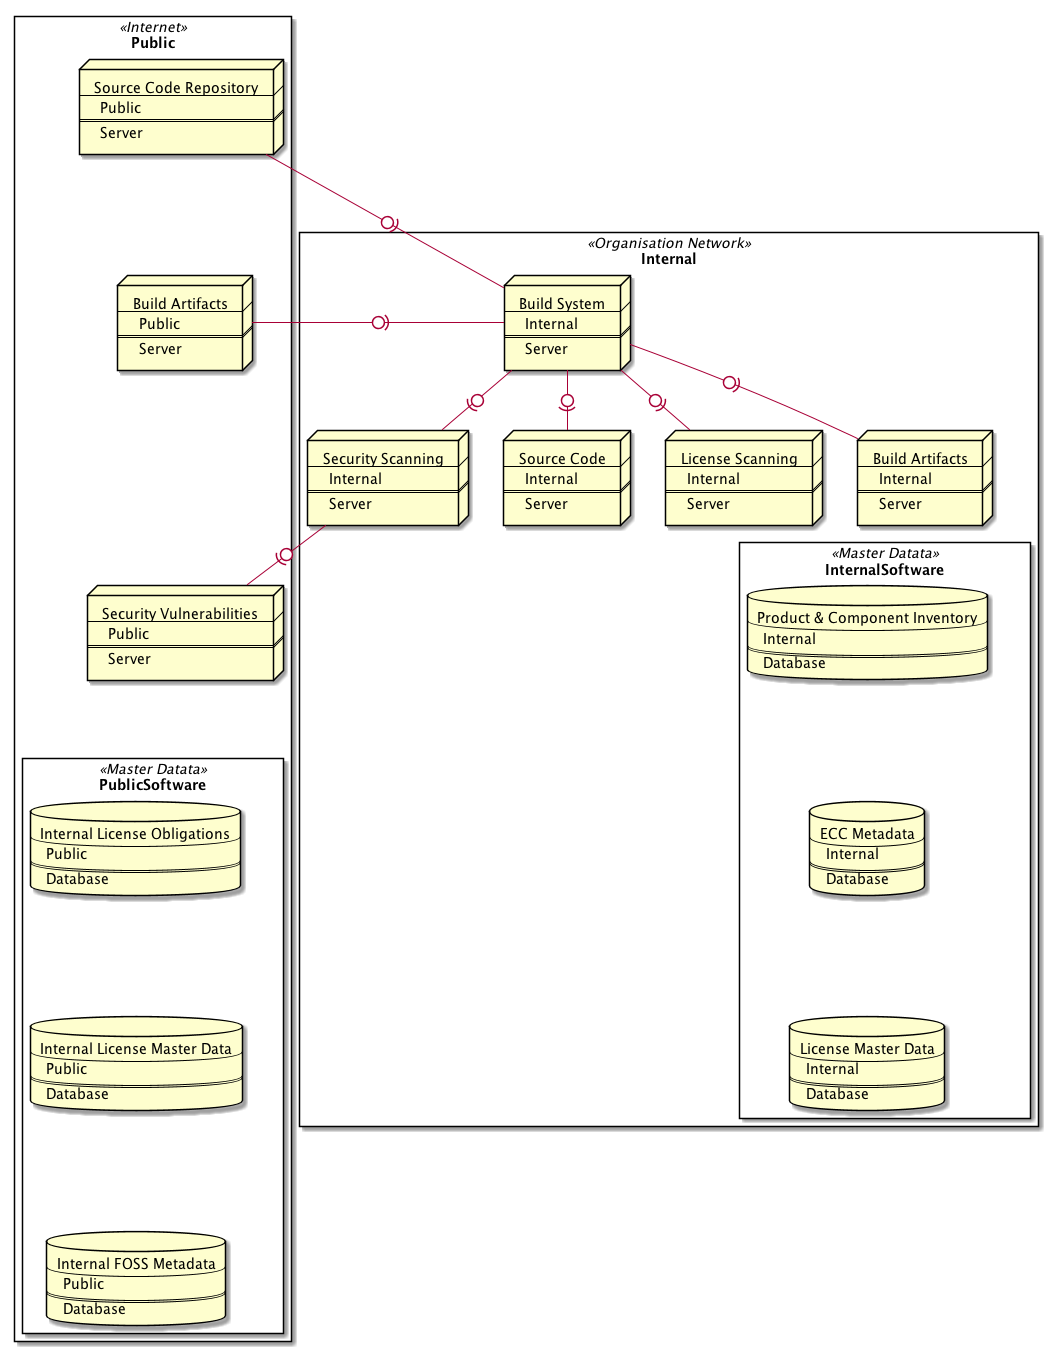 «Internet»
Public
Source Code Repository
Public
Server
Build Artifacts
Public
Server
Security Vulnerabilities
Public
Server
«Master Datata»
PublicSoftware
Internal License Obligations
Public
Database
Internal License Master Data
Public
Database
Internal FOSS Metadata
Public
Database
«Organisation Network»
Internal
Build System
Internal
Server
Security Scanning
Internal
Server
Source Code
Internal
Server
License Scanning
Internal
Server
Build Artifacts
Internal
Server
«Master Datata»
InternalSoftware
Product & Component Inventory
Internal
Database
ECC Metadata
Internal
Database
License Master Data
Internal
Database